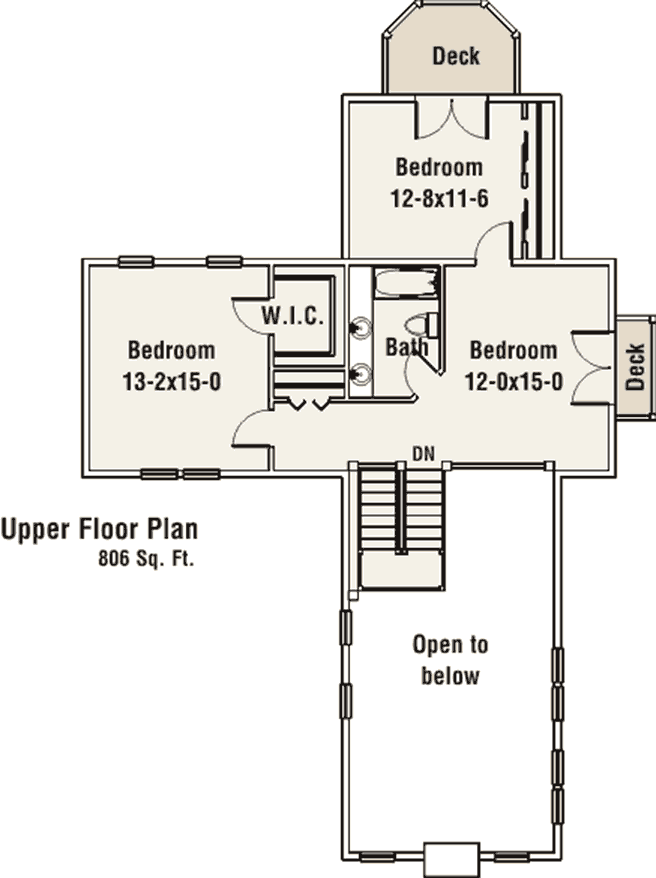 Deck
Bedroom
12-8x11-6
W.I.C.
Bath
Bedroom
13-2x15-0
Bedroom
12-0x15-0
Deck
DN
Upper Floor Plan
806 Sq. Ft.
Open to
below